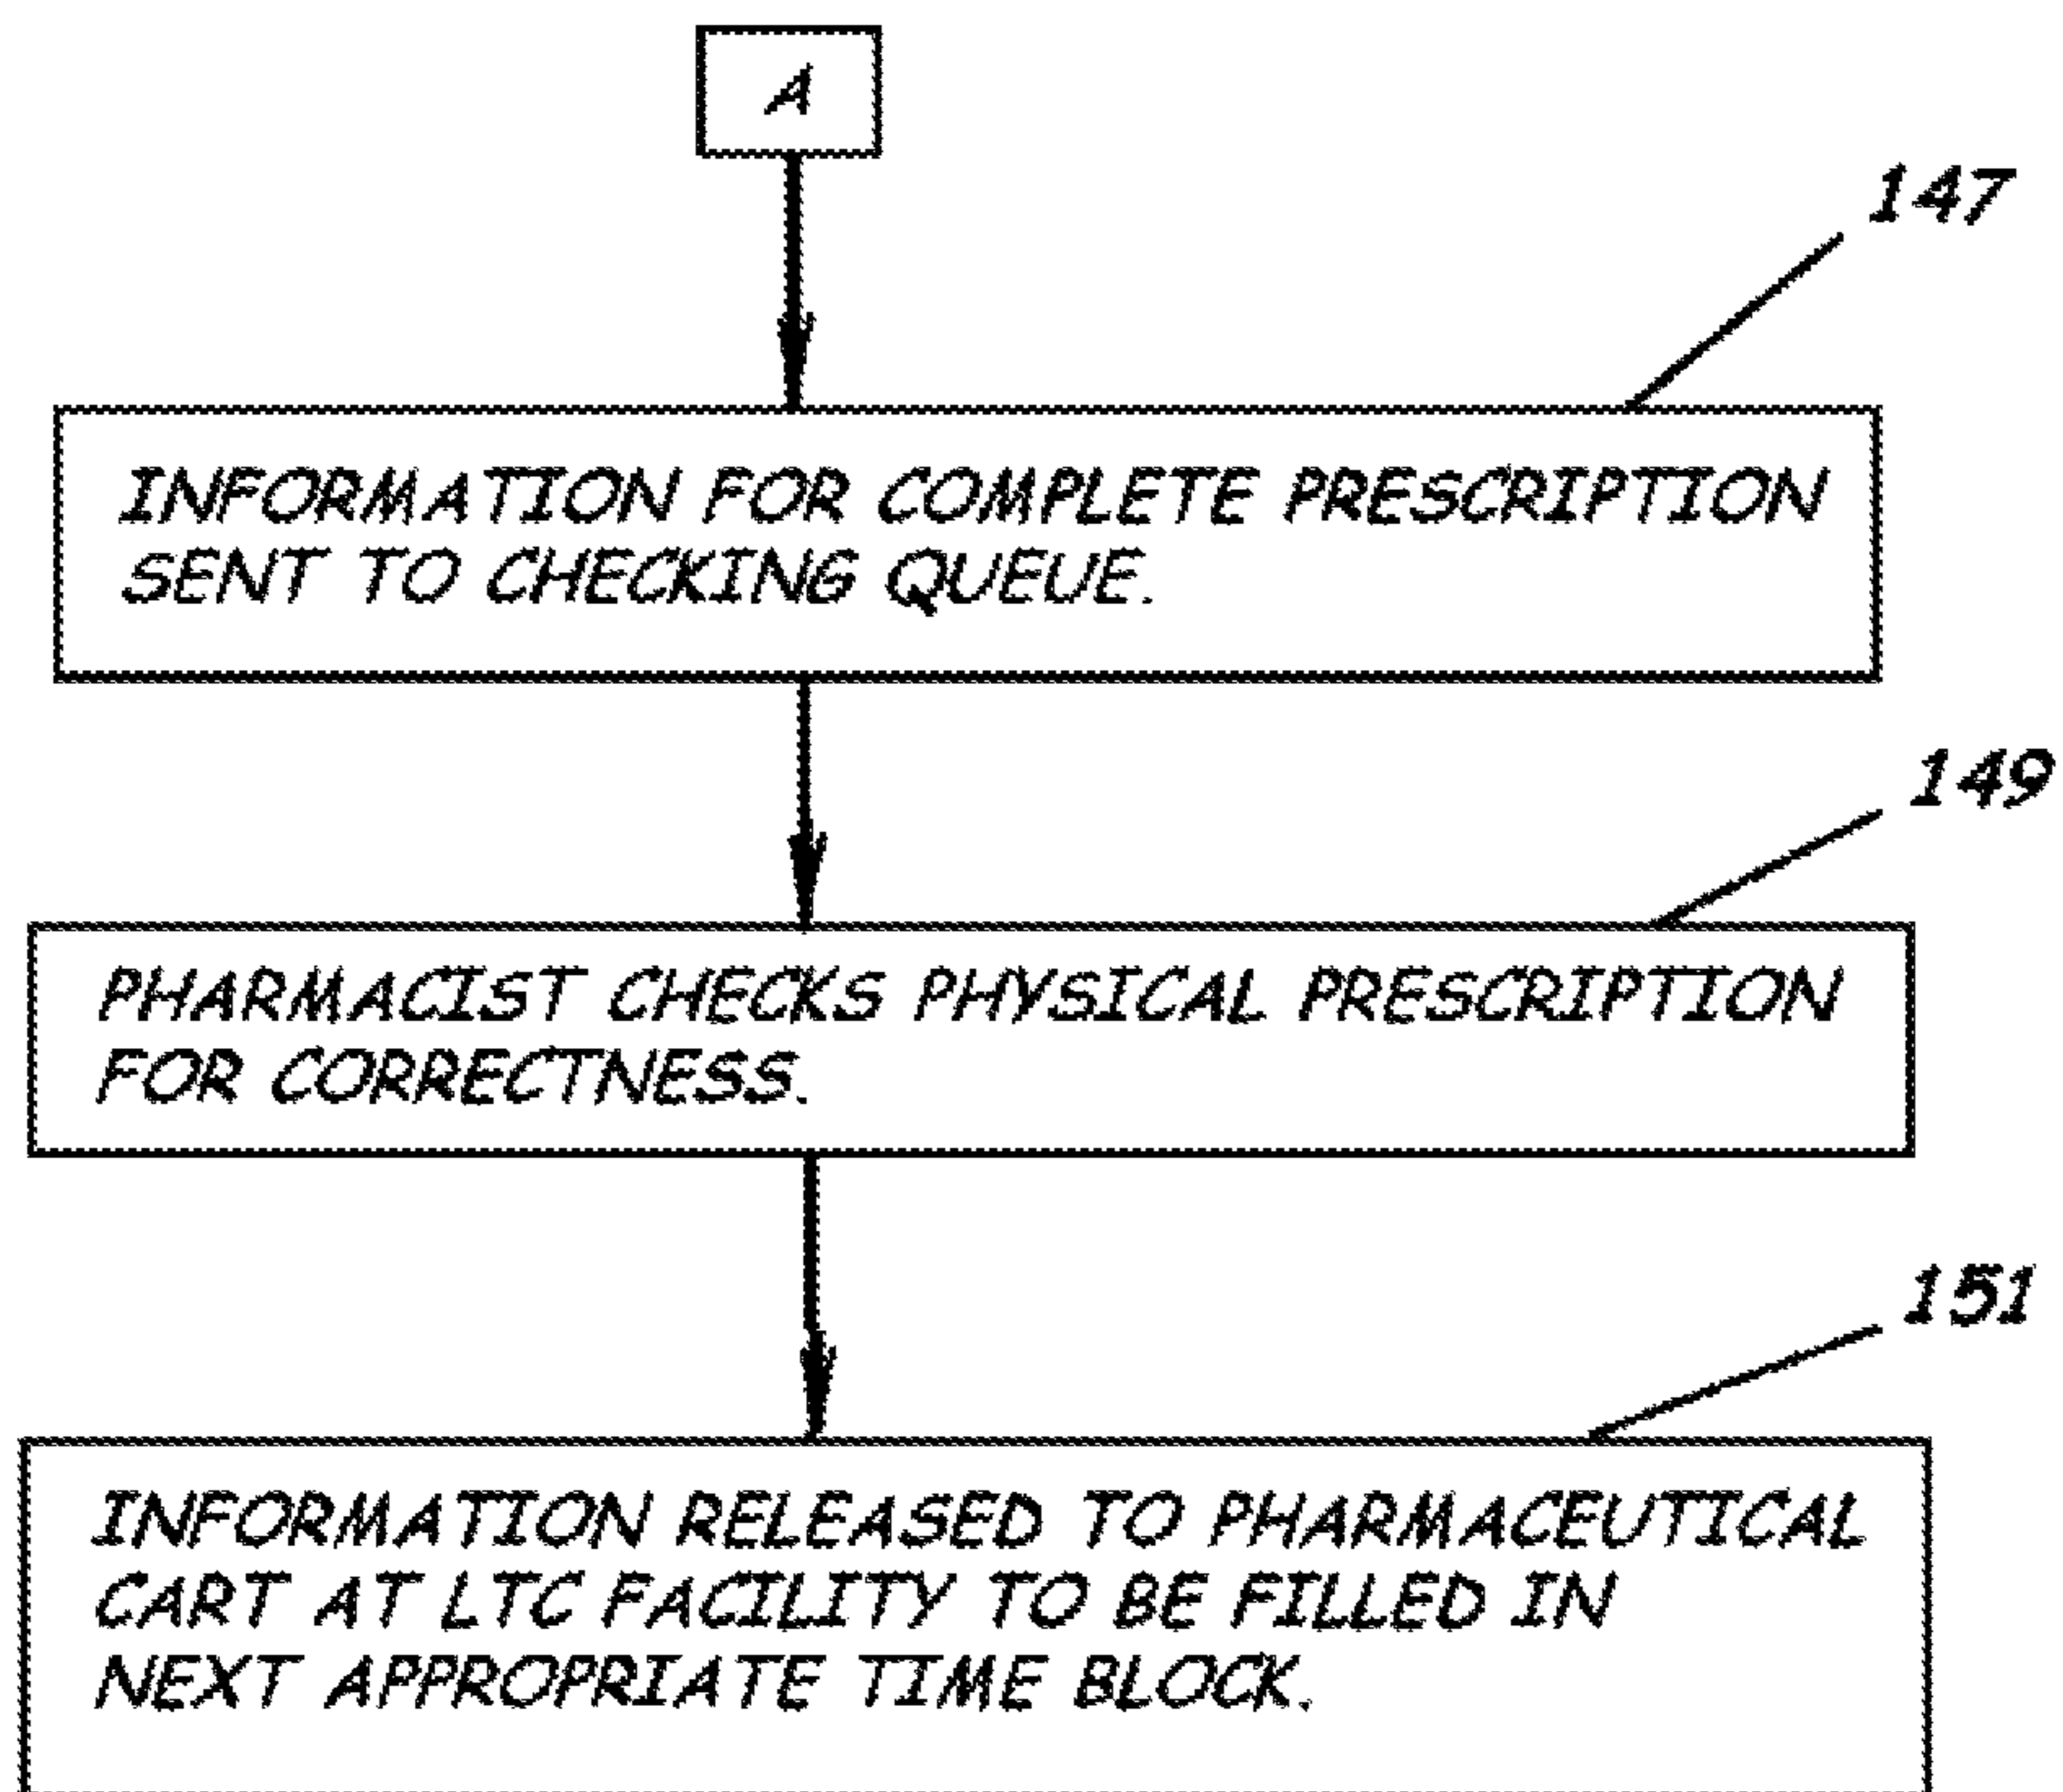 A
147
INFORMATION FOR COMPLETE PRESCRIPTION
SENT TO CHECKING QUEUE.
149
PHARMACIST CHECKS PHYSICAL PRESCRIPTION
FOR CORRECTNESS.
151
INFORMATION RELEASED TO PHARMACEUTICAL
CART AT LTC FACILITY TO BE FILLED IN
NEXT APPROPRIATE TIME BLOCK.